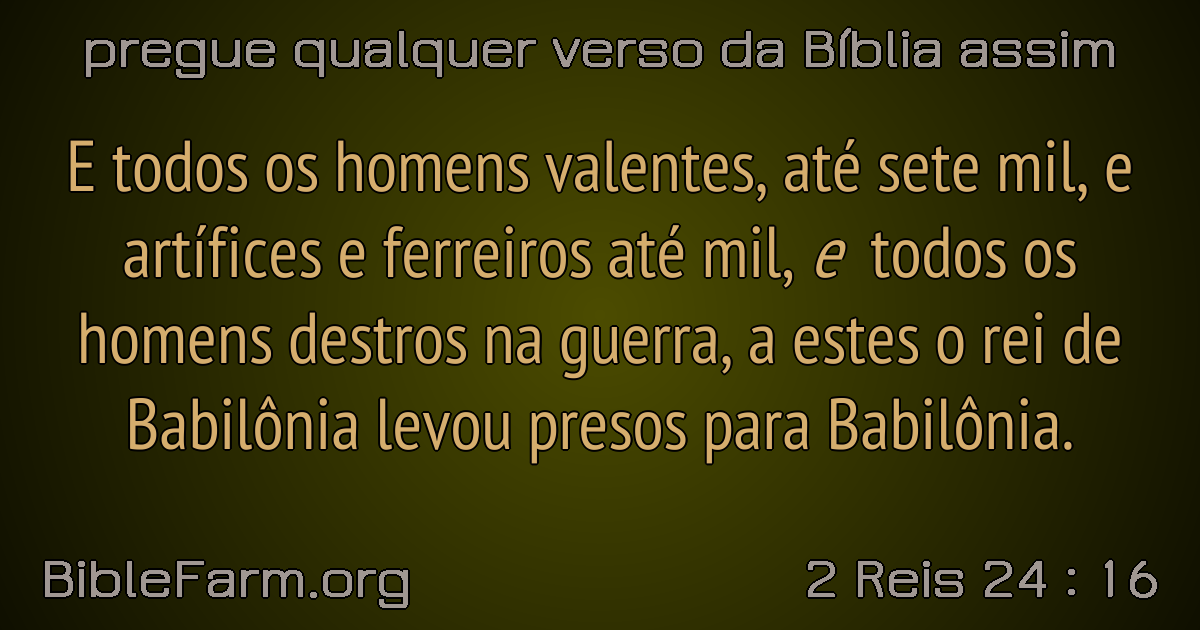 pregue qualquer verso da Bíblia assim
E todos os homens valentes, até sete mil, e
artífices e ferreiros até mil, e todos os
homens destros na guerra, a estes o rei de
Babilônia levou presos para Babilônia.
BibleFarm.org
2 Reis 24 : 16